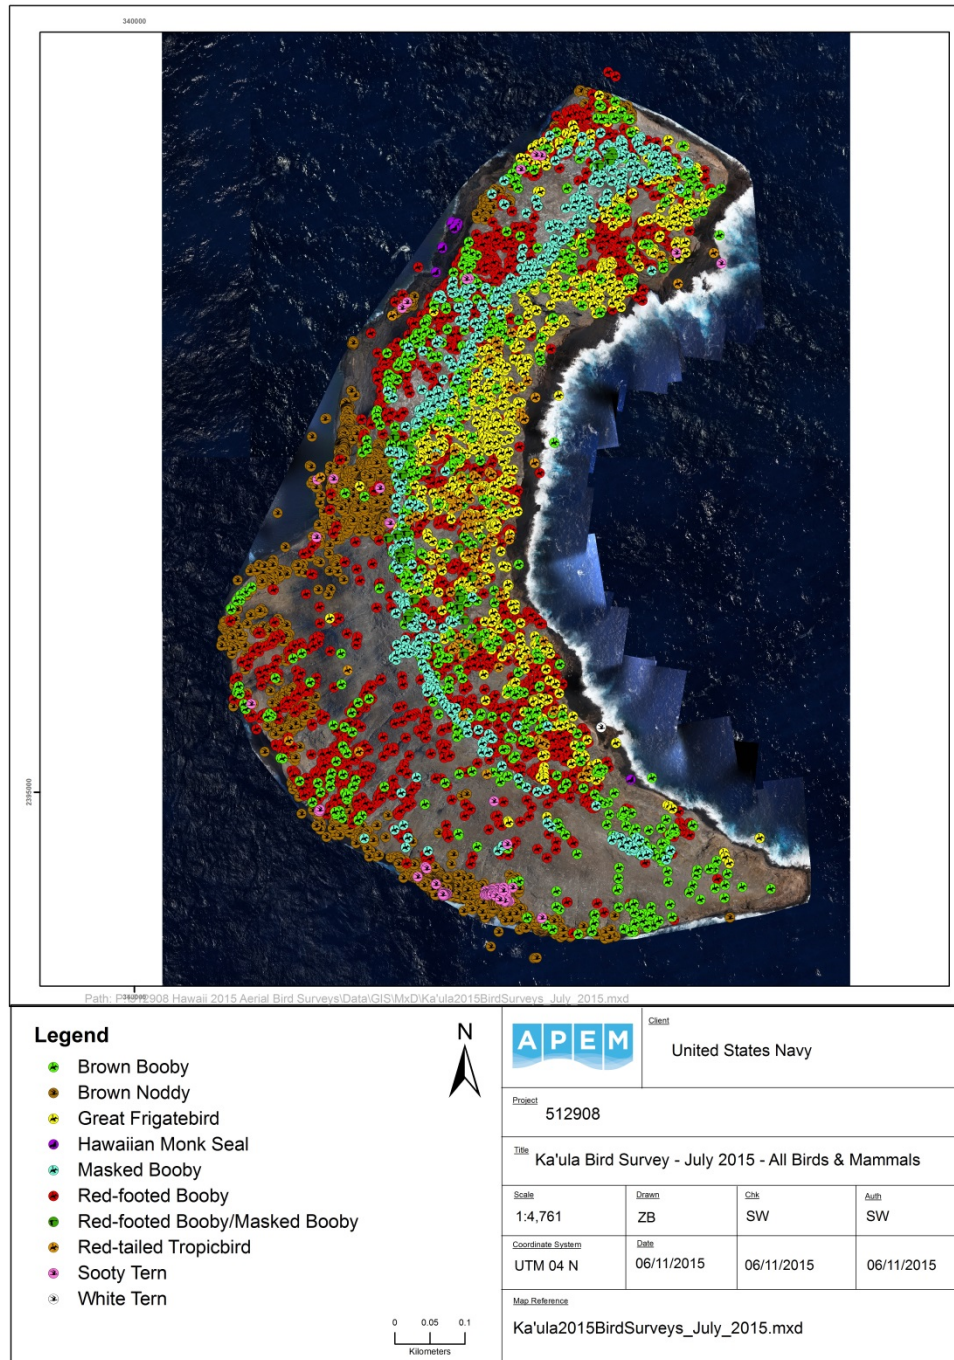 340000
2395000
340000
Path: P:\512908 Hawaii 2015 Aerial Bird Surveys\Data\GIS\MxD\Ka'ula2015BirdSurveys_July_2015.mxd
Legend
Brown Booby
Brown Noddy
Great Frigatebird
Hawaiian Monk Seal
Masked Booby
Red-footed Booby
Red-footed Booby/Masked Booby
Red-tailed Tropicbird
Sooty Tern
White Tern
N
0 0.05 0.1
Kilometers
APEM
Client
United States Navy
Project
512908
Title
Ka'ula Bird Survey - July 2015 - All Birds & Mammals
Scale
1:4,761
Drawn
ZB
Chk
SW
Auth
SW
Coordinate System
UTM 04 N
Date
06/11/2015
06/11/2015
06/11/2015
Map Reference
Ka'ula2015BirdSurveys_July_2015.mxd